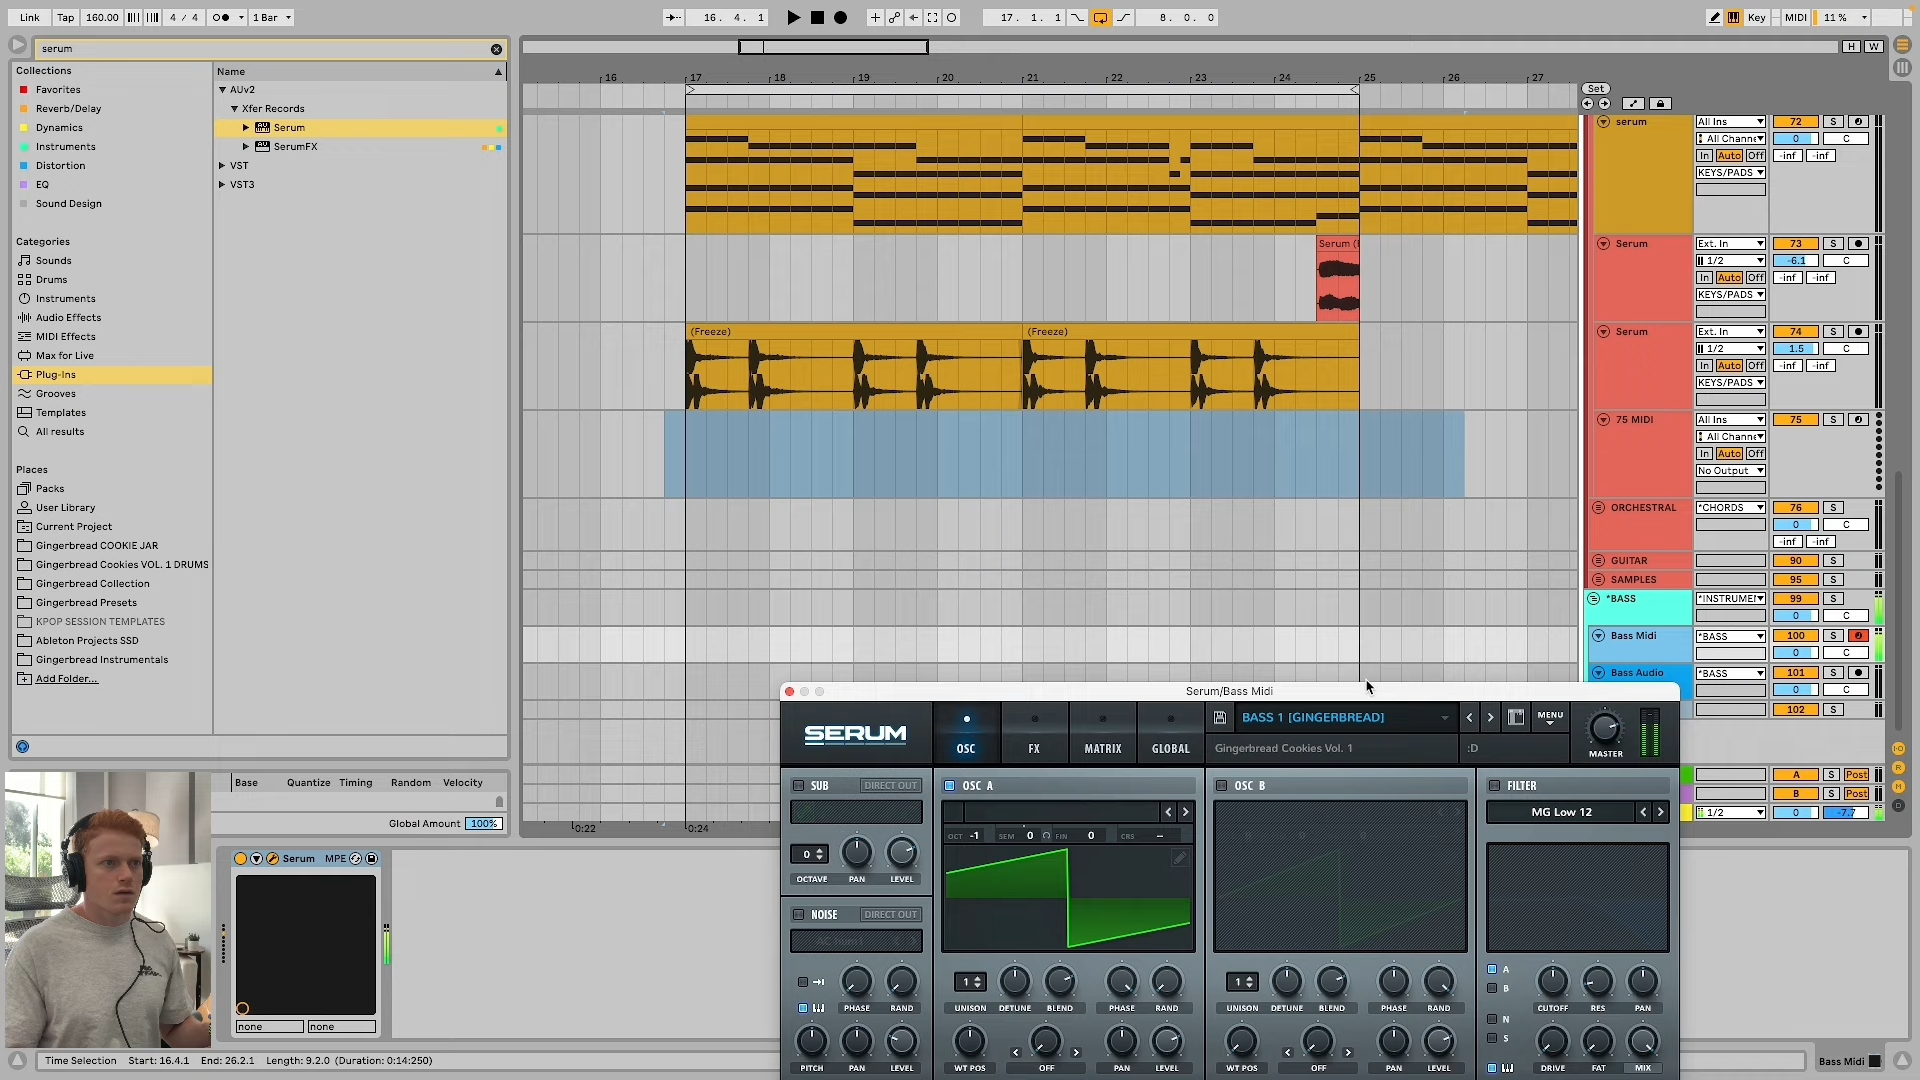 Link Tap 160.00 4 / 4 1 Bar 16. 4. 1 17. 1. 1 8. 0. 0 Key MIDI 11 %
serum H W
Collections Name
Favorites AUv2
Reverb/Delay Xfer Records
Dynamics Serum
Instruments SerumFX
Distortion VST
EQ VST3
Sound Design
Categories
Sounds
Drums
Instruments
Audio Effects
MIDI Effects
Max for Live
Plug-Ins
Grooves
Templates
All results
Places
Packs
User Library
Current Project
Gingerbread COOKIE JAR
Gingerbread Cookies VOL. 1 DRUMS
Gingerbread Collection
Gingerbread Presets
KPOP SESSION TEMPLATES
Ableton Projects SSD
Gingerbread Instrumentals
Add Folder...
16 17 18 19 20 21 22 23 24 25 26 27
Set
serum All Ins 72 S
All Channe 0 C
In Auto Off -inf -inf
KEYS/PADS
Serum (
Serum Ext. In 73 S
1/2 -6.1 C
In Auto Off -inf -inf
KEYS/PADS
(Freeze) (Freeze)
Serum Ext. In 74 S
1/2 1.5 C
In Auto Off -inf -inf
KEYS/PADS
75 MIDI All Ins 75 S
All Channe
In Auto Off
No Output
ORCHESTRAL *CHORDS 76 S
0 C
-inf -inf
GUITAR 90 S
SAMPLES 95 S
*BASS *INSTRUMEN 99 S
0 C
Bass Midi *BASS 100 S
0 C
Bass Audio *BASS 101 S
0 C
102 S
A S Post
B S Post
1/2 0 -7.7
0:22 0:24
Base Quantize Timing Random Velocity
Global Amount 100%
Serum MPE
none none
Serum/Bass Midi
SERUM OSC FX MATRIX GLOBAL
BASS 1 [GINGERBREAD] MENU
Gingerbread Cookies Vol. 1 :D MASTER
SUB DIRECT OUT OSC A OSC B FILTER
MG Low 12
OCT -1 SEM 0 FIN 0 CRS --
0
OCTAVE PAN LEVEL
NOISE DIRECT OUT
AC hum1
A
B
1 1
PHASE RAND UNISON DETUNE BLEND PHASE RAND UNISON DETUNE BLEND PHASE RAND CUTOFF RES PAN
N
S
PITCH PAN LEVEL WT POS OFF PAN LEVEL WT POS OFF PAN LEVEL DRIVE FAT MIX
Time Selection Start: 16.4.1 End: 26.2.1 Length: 9.2.0 (Duration: 0:14:250)
Bass Midi